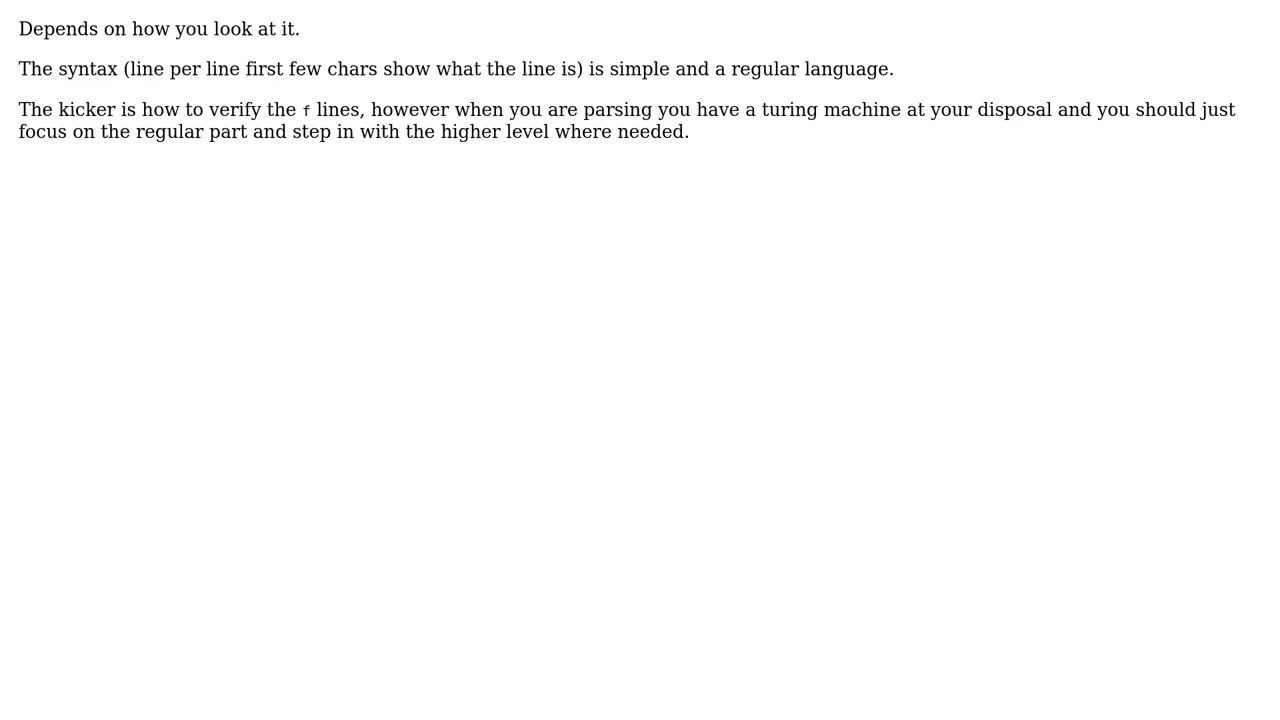 Depends on how you look at it.
The syntax (line per line first few chars show what the line is) is simple and a regular language.
The kicker is how to verify the f lines, however when you are parsing you have a turing machine at your disposal and you should just
focus on the regular part and step in with the higher level where needed.